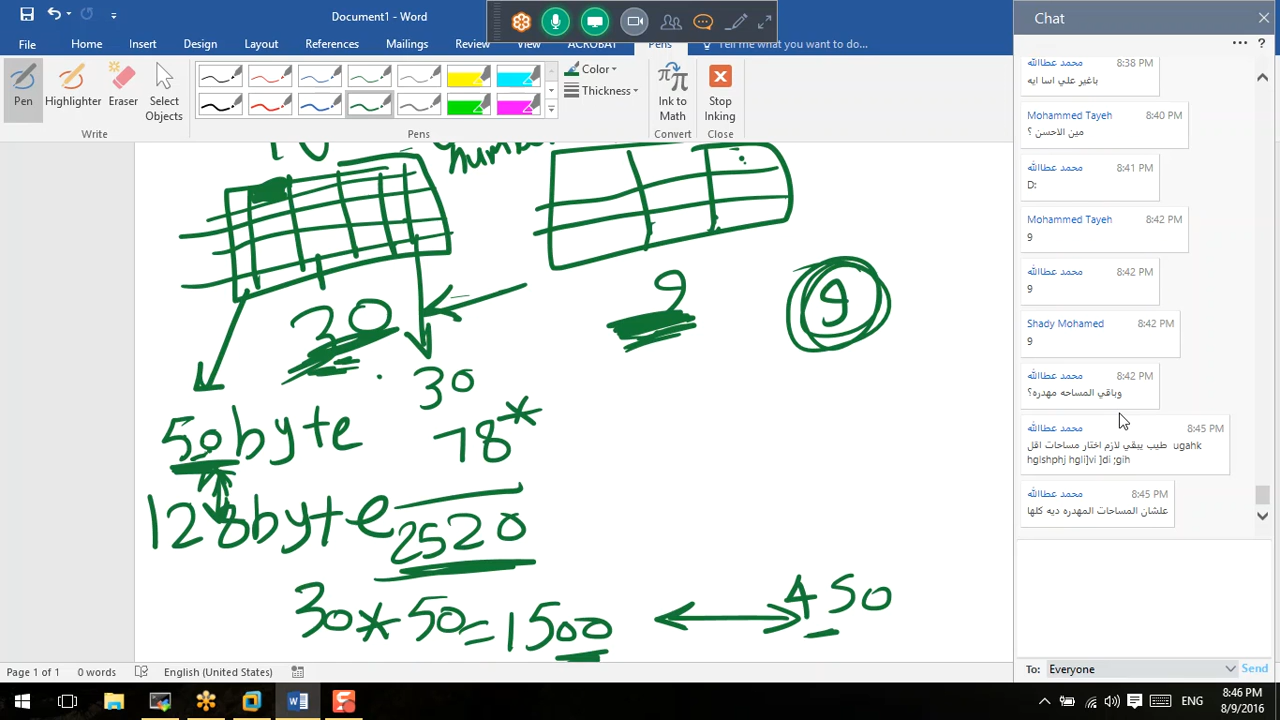 Document1 - Word
File
Home
Insert
Design
Layout
References
Mailings
Review
View
ACROBAT
Pens
Tell me what you want to do...
Pen
Highlighter
Eraser
Select
Objects
Color
Thickness
Ink to
Math
Stop
Inking
Write
Pens
Convert
Close
30
9
9
30
50 byte
78*
128 byte
2520
30*50=1500
450
Chat
محمد عطاالله 8:38 PM
باغير علي اسا ايه
Mohammed Tayeh 8:40 PM
مين الاحسن ؟
محمد عطاالله 8:41 PM
D:
Mohammed Tayeh 8:42 PM
9
محمد عطاالله 8:42 PM
9
Shady Mohamed 8:42 PM
9
محمد عطاالله 8:42 PM
وباقي المساحه مهدره؟
محمد عطاالله 8:45 PM
طيب يبقي لازم اختار مساحات اقل ugahk
hglshphj hgli]vi ]di ;gih
محمد عطاالله 8:45 PM
علشان المساحات المهدره ديه كلها
To: Everyone
Send
Page 1 of 1
0 words
English (United States)
ENG
8:46 PM
8/9/2016